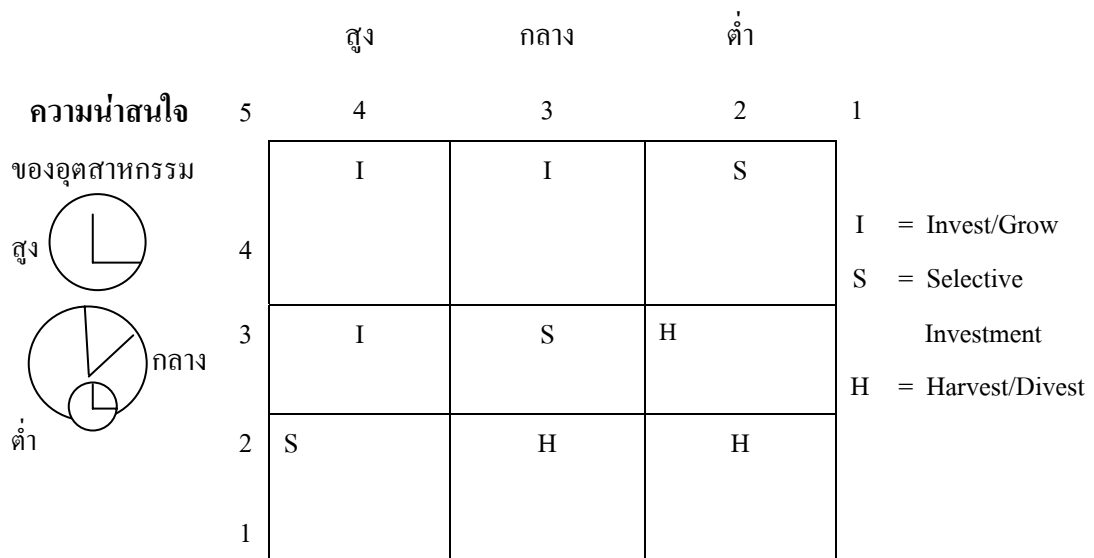 สูง กลาง ต่ำ
ความน่าสนใจ 5 4 3 2 1
ของอุตสาหกรรม I I S
สูง 4 I = Invest/Grow
S = Selective
3 I S H Investment
กลาง
H = Harvest/Divest
ต่ำ 2 S H H
1